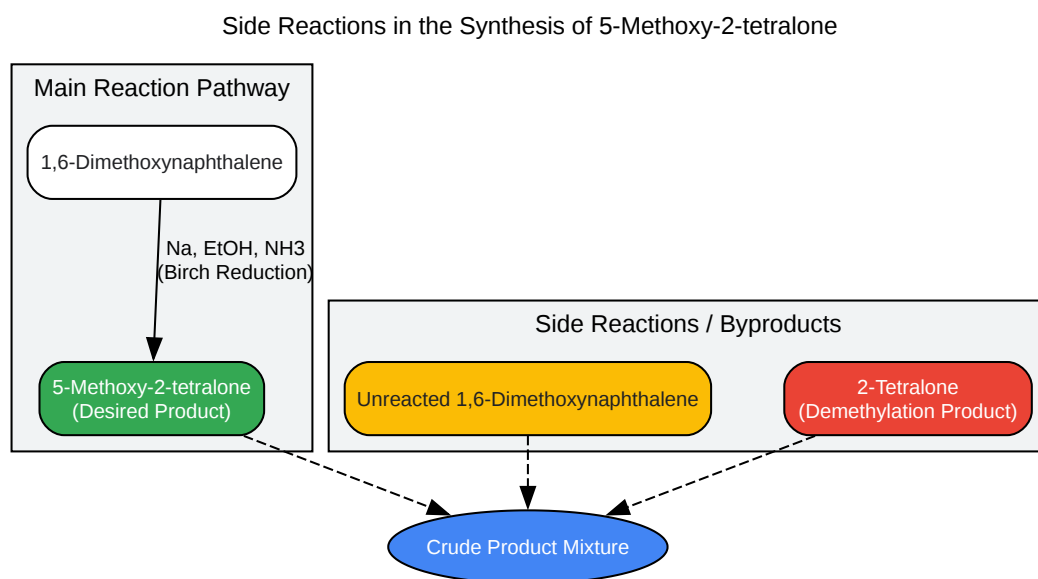 Side Reactions in the Synthesis of 5-Methoxy-2-tetralone
Main Reaction Pathway
1,6-Dimethoxynaphthalene
Na, EtOH, NH3
(Birch Reduction)
5-Methoxy-2-tetralone
(Desired Product)
Side Reactions / Byproducts
Unreacted 1,6-Dimethoxynaphthalene
2-Tetralone
(Demethylation Product)
Crude Product Mixture